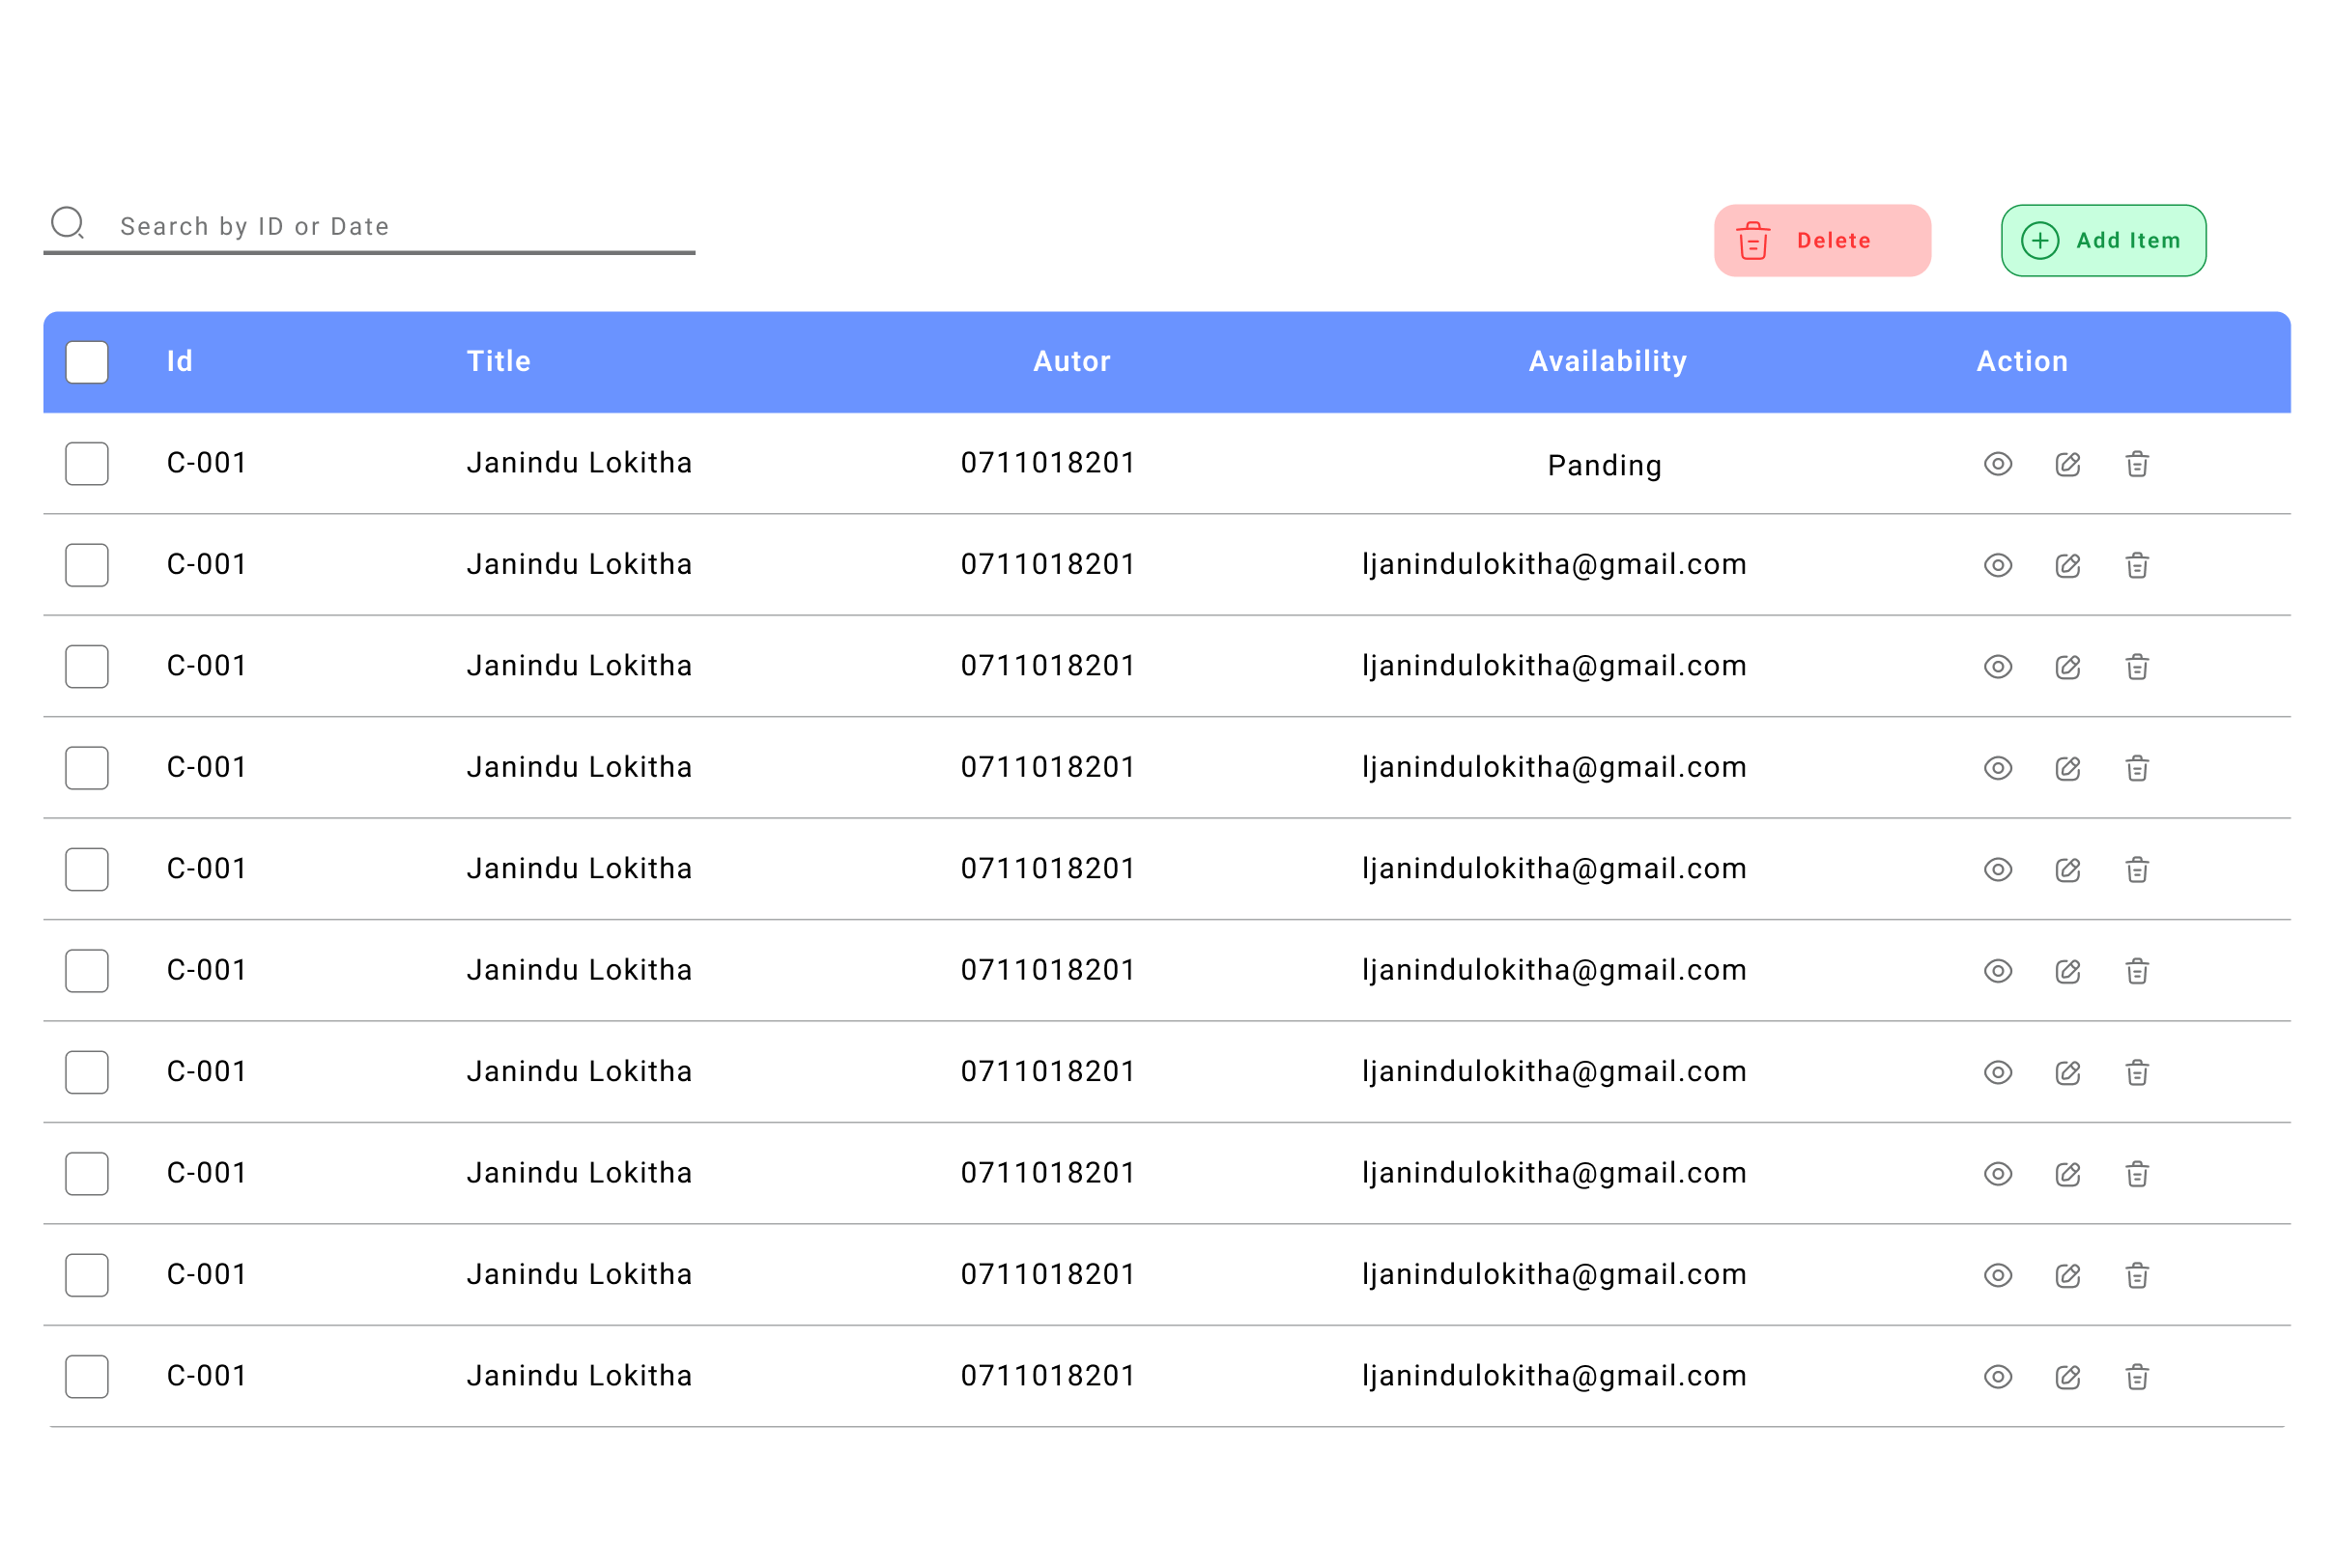 Search by ID or Date
Delete
Add Item
Id Title Autor Availability Action
C-001 Janindu Lokitha 0711018201 Panding
C-001 Janindu Lokitha 0711018201 ljanindulokitha@gmail.com
C-001 Janindu Lokitha 0711018201 ljanindulokitha@gmail.com
C-001 Janindu Lokitha 0711018201 ljanindulokitha@gmail.com
C-001 Janindu Lokitha 0711018201 ljanindulokitha@gmail.com
C-001 Janindu Lokitha 0711018201 ljanindulokitha@gmail.com
C-001 Janindu Lokitha 0711018201 ljanindulokitha@gmail.com
C-001 Janindu Lokitha 0711018201 ljanindulokitha@gmail.com
C-001 Janindu Lokitha 0711018201 ljanindulokitha@gmail.com
C-001 Janindu Lokitha 0711018201 ljanindulokitha@gmail.com